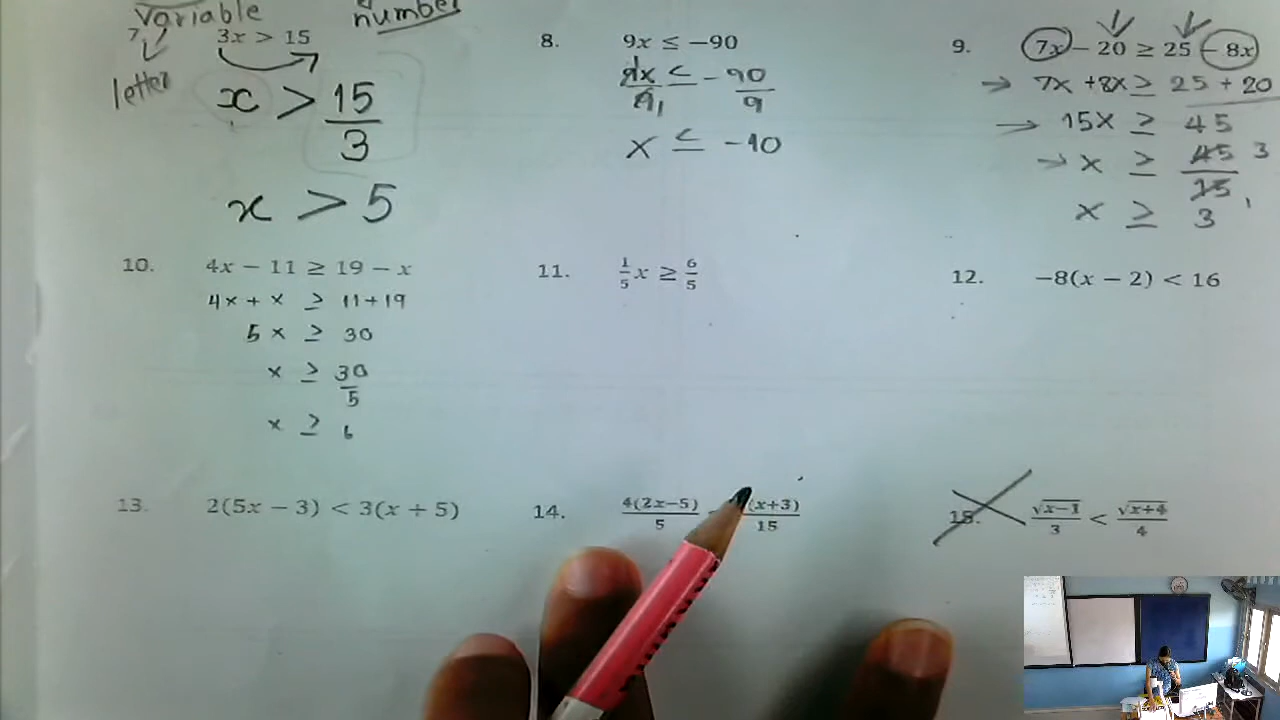 variable
number
7.
3x > 15
letter
x > 15/3
x > 5
8. 9x ≤ −90
9x/9 ≤ −90/9
x ≤ −10
9. 7x − 20 ≥ 25 − 8x
7x + 8x ≥ 25 + 20
15x ≥ 45
x ≥ 45/15 3 1
x ≥ 3
10. 4x − 11 ≥ 19 − x
4x + x ≥ 11 + 19
5x ≥ 30
x ≥ 30/5
x ≥ 6
11. 1/5 x ≥ 6/5
12. −8(x − 2) < 16
13. 2(5x − 3) < 3(x + 5)
14. 4(2x−5)/5 (x+3)/15
15. √x−1/3 < √x+4/4